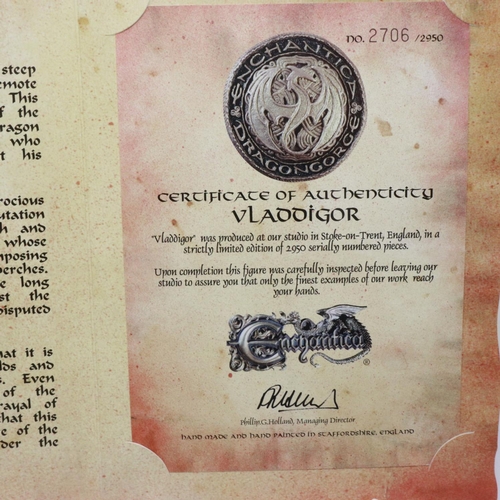 steep
emote
This
f the
ragon
who
t his
rocious
utation
h and
whose
mposing
perches.
e long
st the
disputed
hat it is
lds and
s. Even
of the
rayal of
that this
e of the
der the
no. 2706 /2950
ENCHANTICA
DRAGONGORGE
CERTIFICATE OF AUTHENTICITY
VLADDIGOR
"Vladdigor" was produced at our studio in Stoke-on-Trent, England, in a
strictly limited edition of 2950 serially numbered pieces.
Upon completion this figure was carefully inspected before leaving our
studio to assure you that only the finest examples of our work reach
your hands.
Enchantica ®
Phillip.G.Holland, Managing Director
HAND MADE AND HAND PAINTED IN STAFFORDSHIRE, ENGLAND